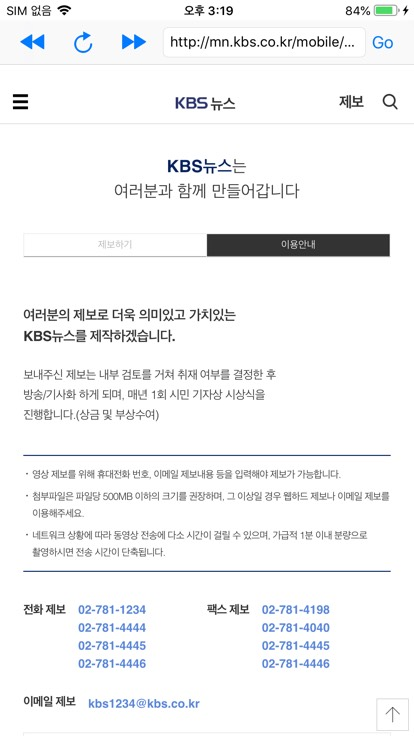 SIM 없음 오후 3:19 84%
http://mn.kbs.co.kr/mobile/... Go
KBS 뉴스 제보
KBS뉴스는
여러분과 함께 만들어갑니다
제보하기 이용안내
여러분의 제보로 더욱 의미있고 가치있는
KBS뉴스를 제작하겠습니다.
보내주신 제보는 내부 검토를 거쳐 취재 여부를 결정한 후
방송/기사화 하게 되며, 매년 1회 시민 기자상 시상식을
진행합니다.(상금 및 부상수여)
· 영상 제보를 위해 휴대전화 번호, 이메일 제보내용 등을 입력해야 제보가 가능합니다.
· 첨부파일은 파일당 500MB 이하의 크기를 권장하며, 그 이상일 경우 웹하드 제보나 이메일 제보를
이용해주세요.
· 네트워크 상황에 따라 동영상 전송에 다소 시간이 걸릴 수 있으며, 가급적 1분 이내 분량으로
촬영하시면 전송 시간이 단축됩니다.
전화 제보 02-781-1234 팩스 제보 02-781-4198
02-781-4444 02-781-4040
02-781-4445 02-781-4445
02-781-4446 02-781-4446
이메일 제보 kbs1234@kbs.co.kr